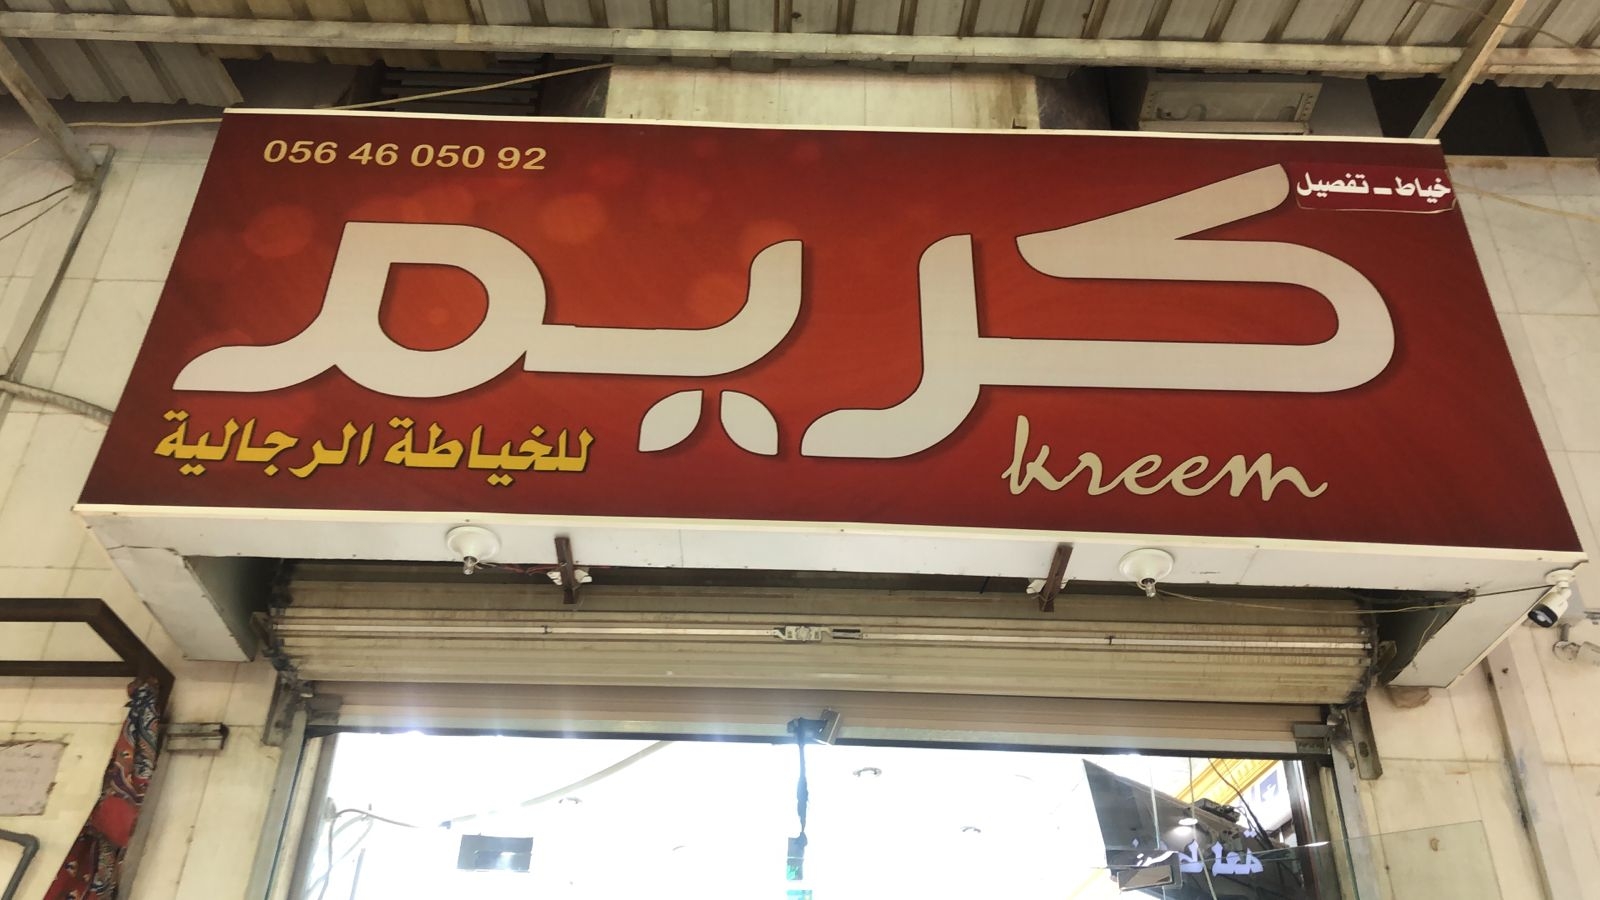 056 46 050 92
خياط - تفصيل
كريم
للخياطة الرجالية
kreem